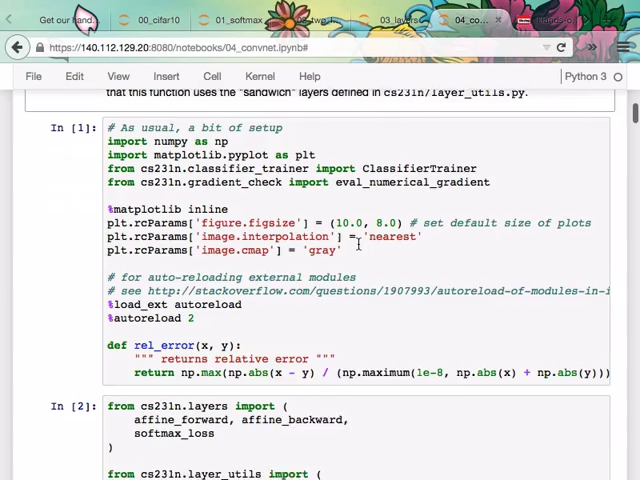 Get our hand..
00_cifar10
01_softmax
03_layers
04_co..
https://140.112.129.20:8080/notebooks/04_convnet.ipynb#
File Edit View Insert Cell Kernel Help Python 3
that this function uses the "sandwich" layers defined in cs231n/layer_utils.py.
In [1]:
# As usual, a bit of setup
import numpy as np
import matplotlib.pyplot as plt
from cs231n.classifier_trainer import ClassifierTrainer
from cs231n.gradient_check import eval_numerical_gradient
%matplotlib inline
plt.rcParams['figure.figsize'] = (10.0, 8.0) # set default size of plots
plt.rcParams['image.interpolation'] = 'nearest'
plt.rcParams['image.cmap'] = 'gray'
# for auto-reloading external modules
# see http://stackoverflow.com/questions/1907993/autoreload-of-modules-in-i
%load_ext autoreload
%autoreload 2
def rel_error(x, y):
""" returns relative error """
return np.max(np.abs(x - y) / (np.maximum(1e-8, np.abs(x) + np.abs(y))))
In [2]:
from cs231n.layers import (
affine_forward, affine_backward,
softmax_loss
)
from cs231n.layer_utils import (